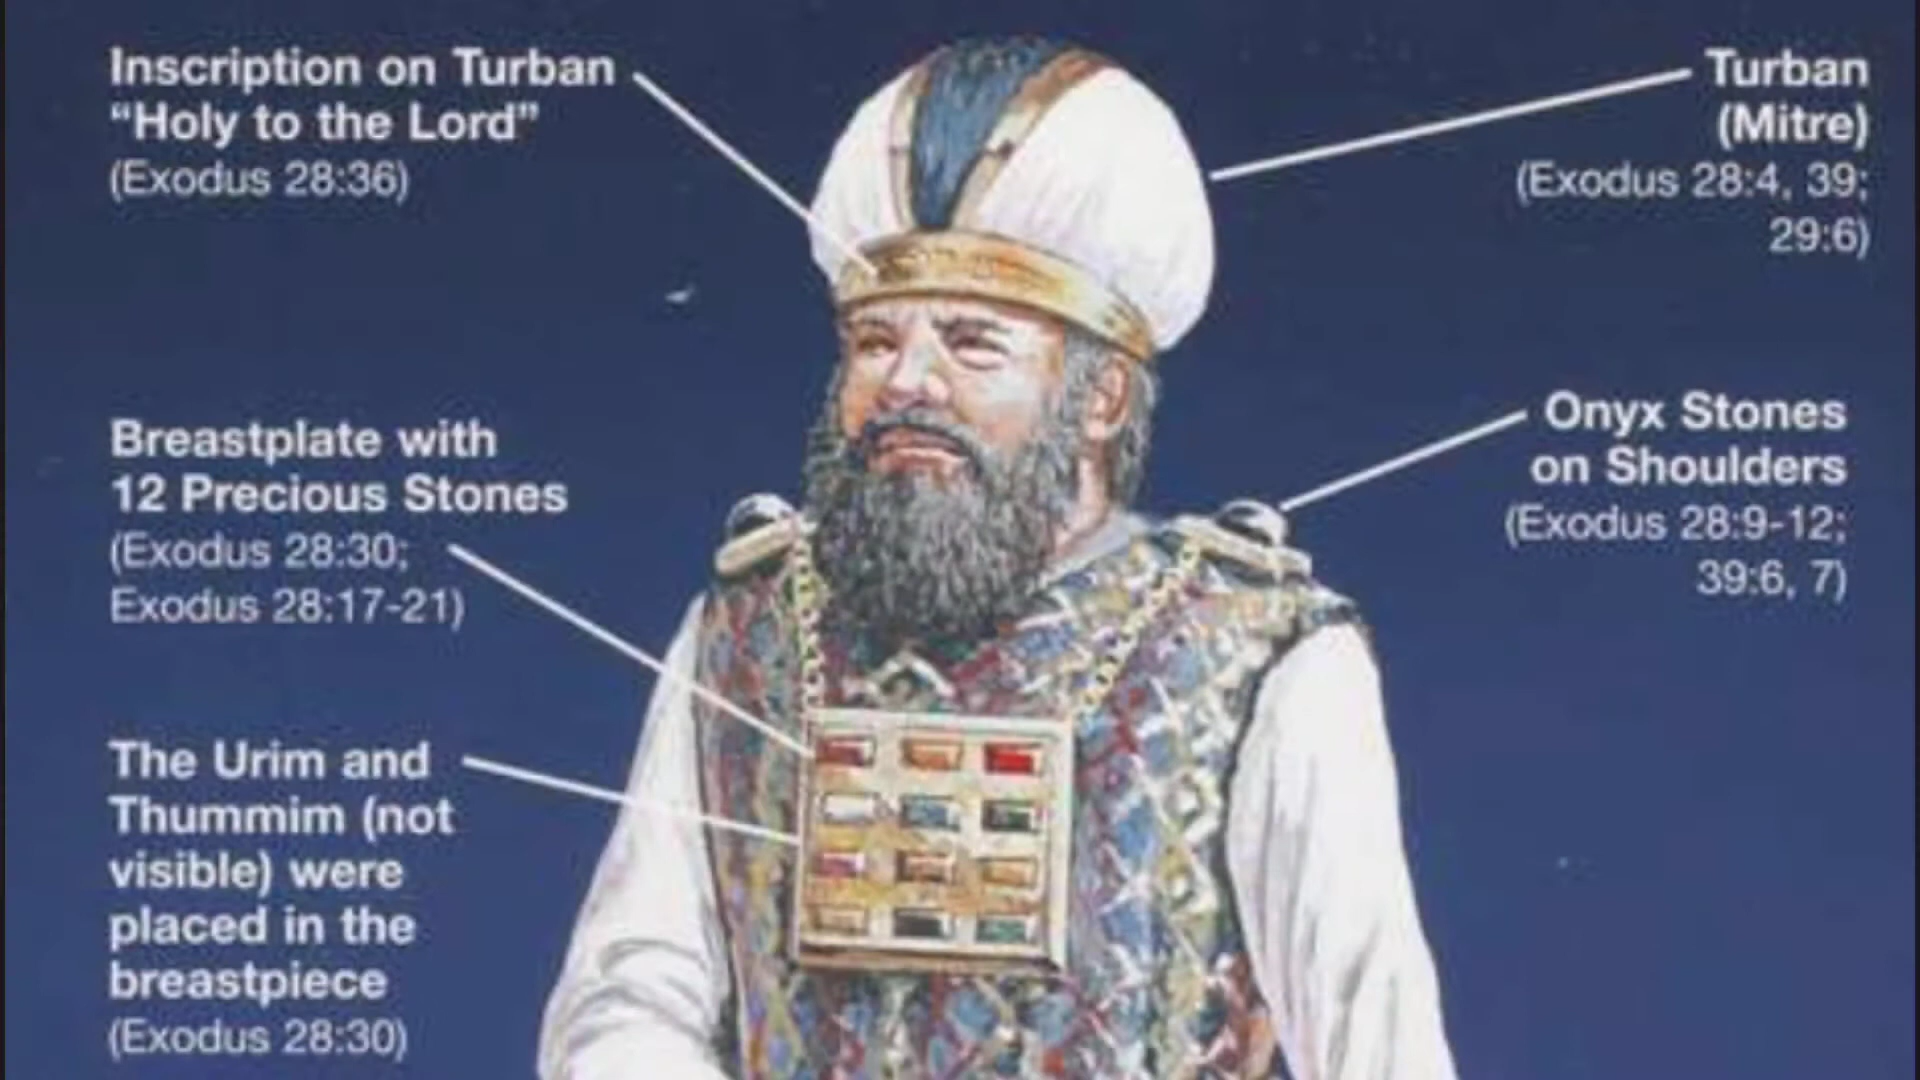 Inscription on Turban
“Holy to the Lord”
(Exodus 28:36)
Turban
(Mitre)
(Exodus 28:4, 39;
29:6)
Breastplate with
12 Precious Stones
(Exodus 28:30;
Exodus 28:17-21)
Onyx Stones
on Shoulders
(Exodus 28:9-12;
39:6, 7)
The Urim and
Thummim (not
visible) were
placed in the
breastpiece
(Exodus 28:30)